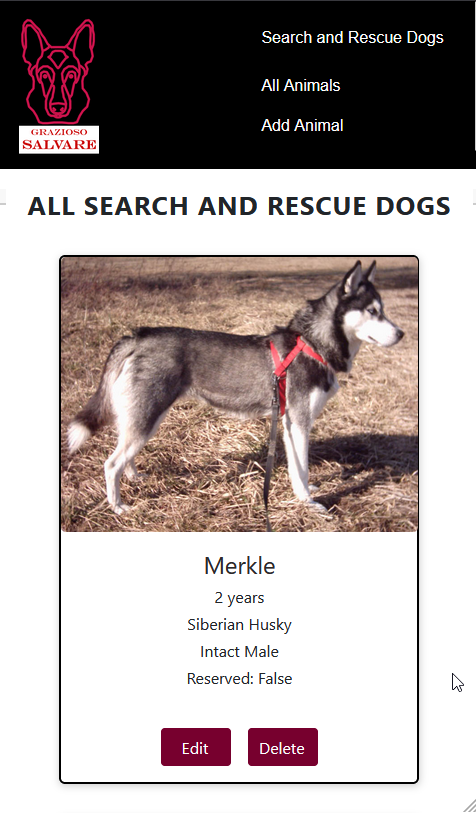 Search and Rescue Dogs
All Animals
Add Animal
GRAZIOSO
SALVARE
ALL SEARCH AND RESCUE DOGS
Merkle
2 years
Siberian Husky
Intact Male
Reserved: False
Edit
Delete